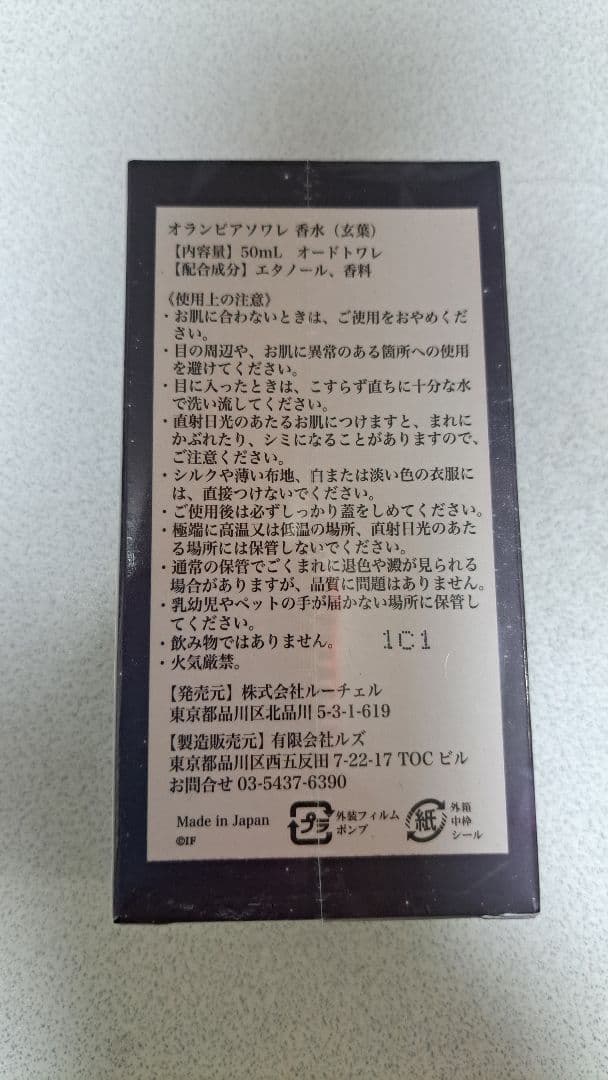 オランピアソワレ 香水（玄葉）
【内容量】50mL オードトワレ
【配合成分】エタノール、香料
《使用上の注意》
・お肌に合わないときは、ご使用をおやめくだ
さい。
・目の周辺や、お肌に異常のある箇所への使用
を避けてください。
・目に入ったときは、こすらず直ちに十分な水
で洗い流してください。
・直射日光のあたるお肌につけますと、まれに
かぶれたり、シミになることがありますので、
ご注意ください。
・シルクや薄い布地、白または淡い色の衣服に
は、直接つけないでください。
・ご使用後は必ずしっかり蓋をしめてください。
・極端に高温又は低温の場所、直射日光のあた
る場所には保管しないでください。
・通常の保管でごくまれに退色や澱が見られる
場合がありますが、品質に問題はありません。
・乳幼児やペットの手が届かない場所に保管し
てください。
・飲み物ではありません。
1C1
・火気厳禁。
【発売元】株式会社ルーチェル
東京都品川区北品川 5-3-1-619
【製造販売元】有限会社ルズ
東京都品川区西五反田 7-22-17 TOC ビル
お問合せ 03-5437-6390
Made in Japan
©IF
プラ
外装フィルム
ポンプ
紙
外箱
中枠
シール